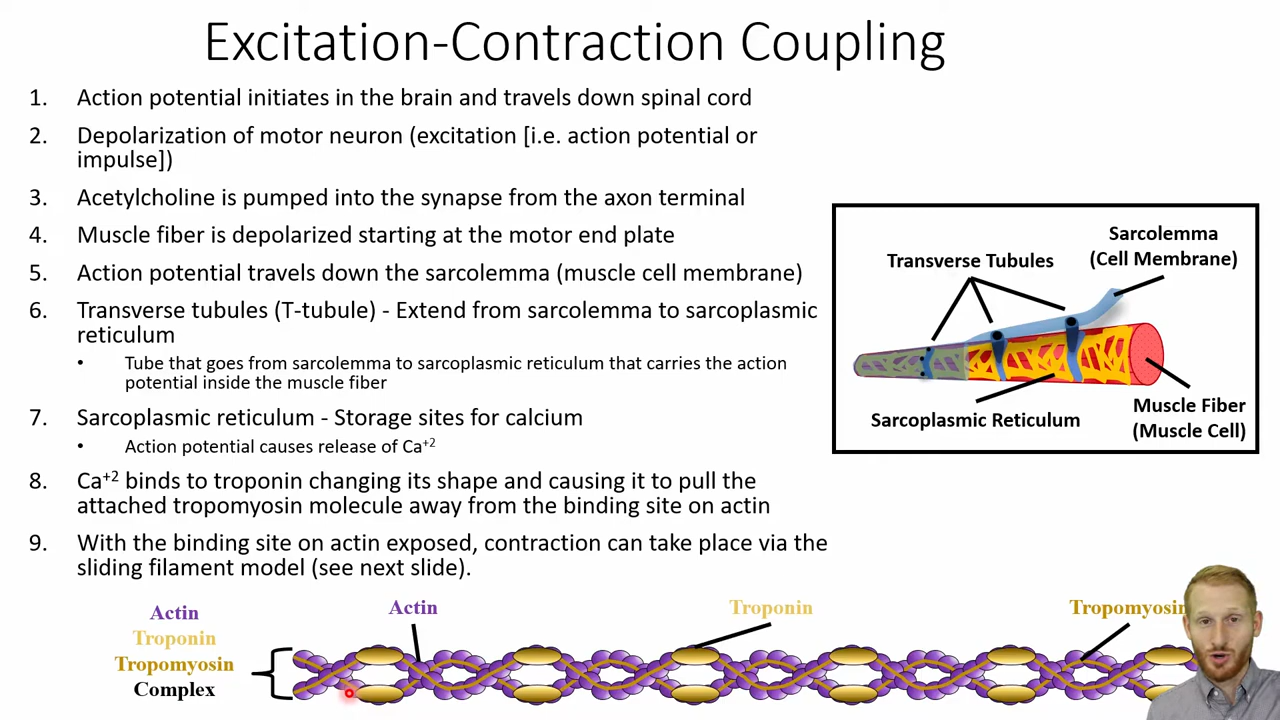 Excitation-Contraction Coupling
1. Action potential initiates in the brain and travels down spinal cord
2. Depolarization of motor neuron (excitation [i.e. action potential or
impulse])
3. Acetylcholine is pumped into the synapse from the axon terminal
4. Muscle fiber is depolarized starting at the motor end plate
5. Action potential travels down the sarcolemma (muscle cell membrane)
6. Transverse tubules (T-tubule) - Extend from sarcolemma to sarcoplasmic
reticulum
• Tube that goes from sarcolemma to sarcoplasmic reticulum that carries the action
potential inside the muscle fiber
7. Sarcoplasmic reticulum - Storage sites for calcium
• Action potential causes release of Ca⁺²
8. Ca⁺² binds to troponin changing its shape and causing it to pull the
attached tropomyosin molecule away from the binding site on actin
9. With the binding site on actin exposed, contraction can take place via the
sliding filament model (see next slide).
Sarcolemma
(Cell Membrane)
Transverse Tubules
Sarcoplasmic Reticulum
Muscle Fiber
(Muscle Cell)
Actin
Troponin
Tropomyosin
Complex
Actin
Troponin
Tropomyosin